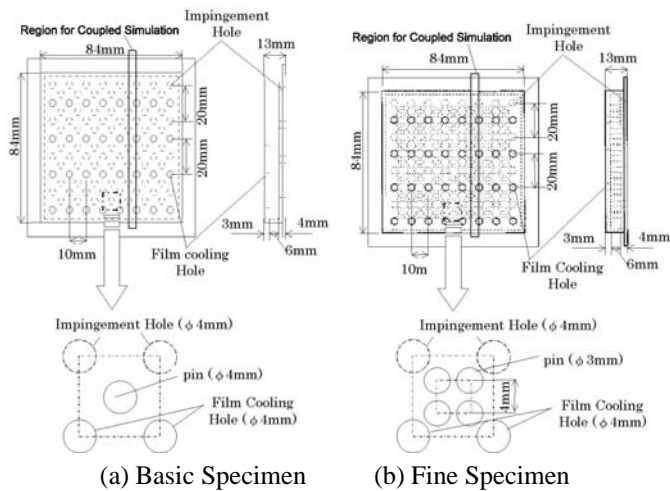 Region for Coupled Simulation
Impingement
Hole
84mm
13mm
84mm
20mm
20mm
10mm
Film cooling
Hole
3mm
4mm
6mm
Impingement Hole (φ4mm)
pin (φ4mm)
Film Cooling
Hole (φ4mm)
(a) Basic Specimen
Region for Coupled Simulation
Impingement
Hole
84mm
13mm
84mm
20mm
20mm
10m
Film Cooling
Hole
3mm
4mm
6mm
Impingement Hole (φ4mm)
pin (φ3mm)
4mm
Film Cooling
Hole (φ4mm)
(b) Fine Specimen